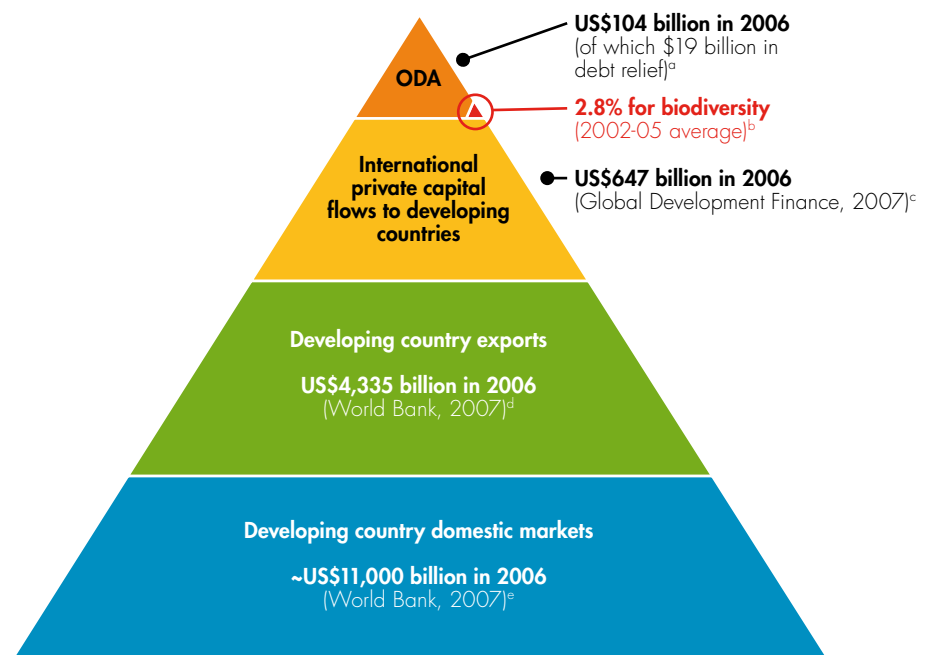 US$104 billion in 2006
(of which $19 billion in
debt relief)ᵃ
ODA
2.8% for biodiversity
(2002-05 average)ᵇ
International
private capital
flows to developing
countries
US$647 billion in 2006
(Global Development Finance, 2007)ᶜ
Developing country exports
US$4,335 billion in 2006
(World Bank, 2007)ᵈ
Developing country domestic markets
~US$11,000 billion in 2006
(World Bank, 2007)ᵉ